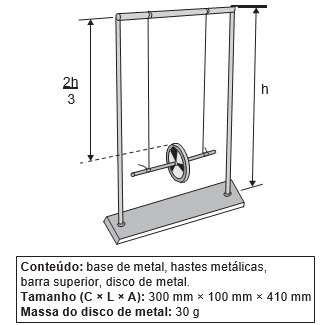 2h
3
h
Conteúdo: base de metal, hastes metálicas,
barra superior, disco de metal.
Tamanho (C × L × A): 300 mm × 100 mm × 410 mm
Massa do disco de metal: 30 g